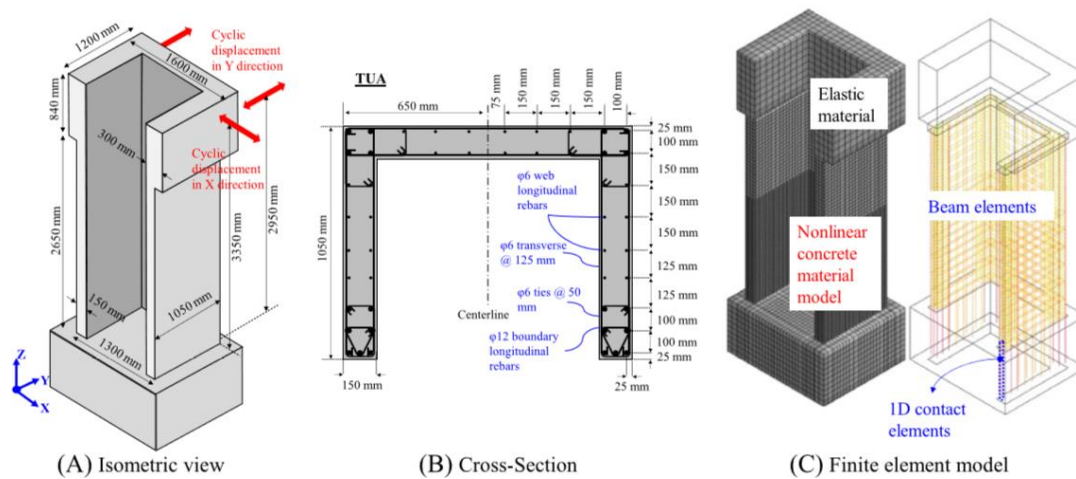 1200 mm
Cyclic
displacement
in Y direction
1600 mm
840 mm
300 mm
Cyclic
displacement
in X direction
2650 mm
2950 mm
3350 mm
150 mm
1050 mm
1300 mm
Z
Y
X
(A) Isometric view
TUA
650 mm
75 mm
150 mm
150 mm
150 mm
100 mm
25 mm
100 mm
150 mm
150 mm
150 mm
125 mm
125 mm
100 mm
100 mm
25 mm
1050 mm
φ6 web
longitudinal
rebars
φ6 transverse
@ 125 mm
φ6 ties @ 50
mm
Centerline
φ12 boundary
longitudinal
rebars
150 mm
25 mm
(B) Cross-Section
Elastic
material
Nonlinear
concrete
material
model
Beam elements
1D contact
elements
(C) Finite element model